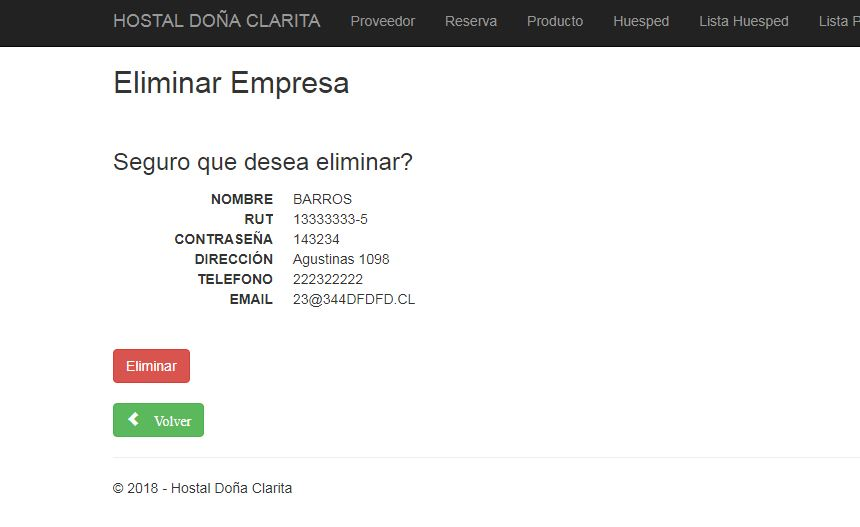 HOSTAL DOÑA CLARITA Proveedor Reserva Producto Huesped Lista Huesped Lista
Eliminar Empresa
Seguro que desea eliminar?
NOMBRE BARROS
RUT 13333333-5
CONTRASEÑA 143234
DIRECCIÓN Agustinas 1098
TELEFONO 222322222
EMAIL 23@344DFDFD.CL
Eliminar
Volver
© 2018 - Hostal Doña Clarita